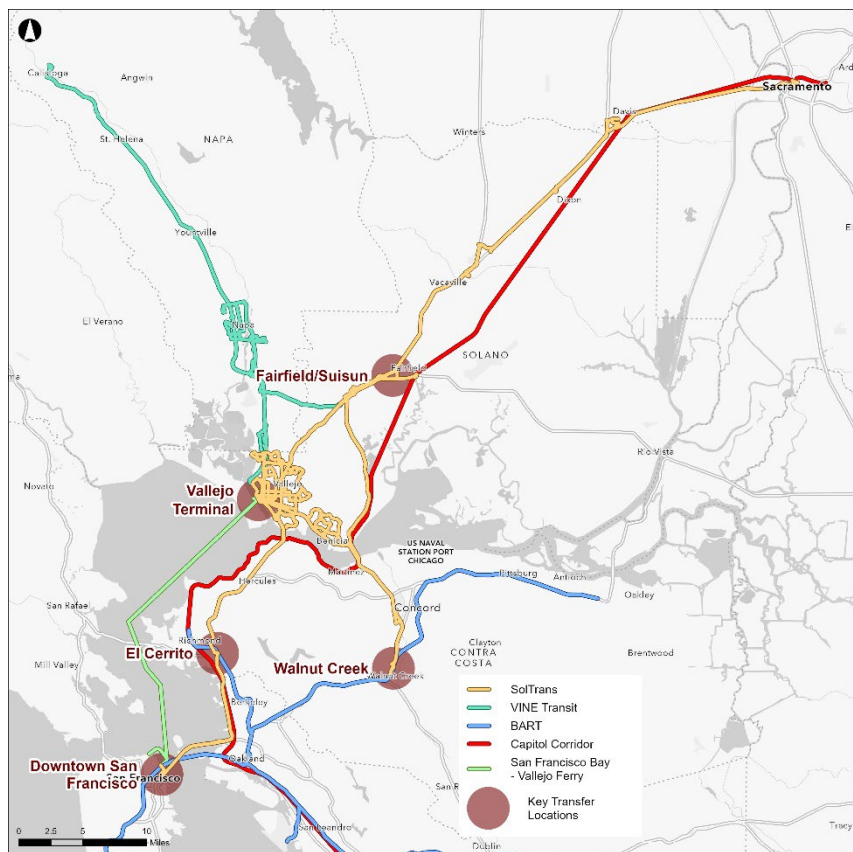 Calistoga
Angwin
St. Helena
NAPA
Winters
Davis
Sacramento
Dixon
Yountville
Vacaville
El Verano
Napa
SOLANO
Fairfield/Suisun
Fairfield
Rio Vista
Novato
Vallejo
Terminal
Vallejo
Benicia
US NAVAL
STATION PORT
CHICAGO
Martinez
Hercules
Pittsburg
Antioch
Oakley
San Rafae
Concord
Clayton
CONTRA
COSTA
Brentwood
Richmond
El Cerrito
Mill Valley
Walnut Creek
Walnut Creek
Berkeley
SolTrans
VINE Transit
BART
Capitol Corridor
San Francisco Bay
- Vallejo Ferry
Key Transfer
Locations
Downtown San
Francisco
San Francisco
Oakland
San R
San Leandro
Dublin
Tracy
0 2.5 5 10
Miles